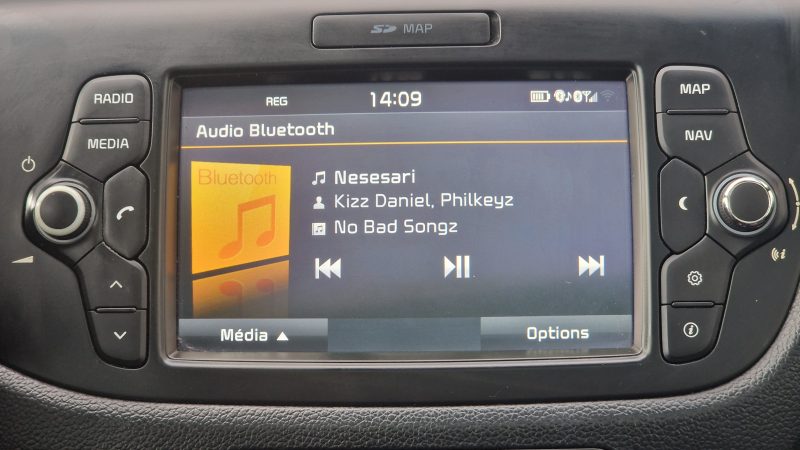 SD MAP
RADIO
MEDIA
REG
14:09
Audio Bluetooth
Bluetooth
Nesesari
Kizz Daniel, Philkeyz
No Bad Songz
Média
Options
MAP
NAV